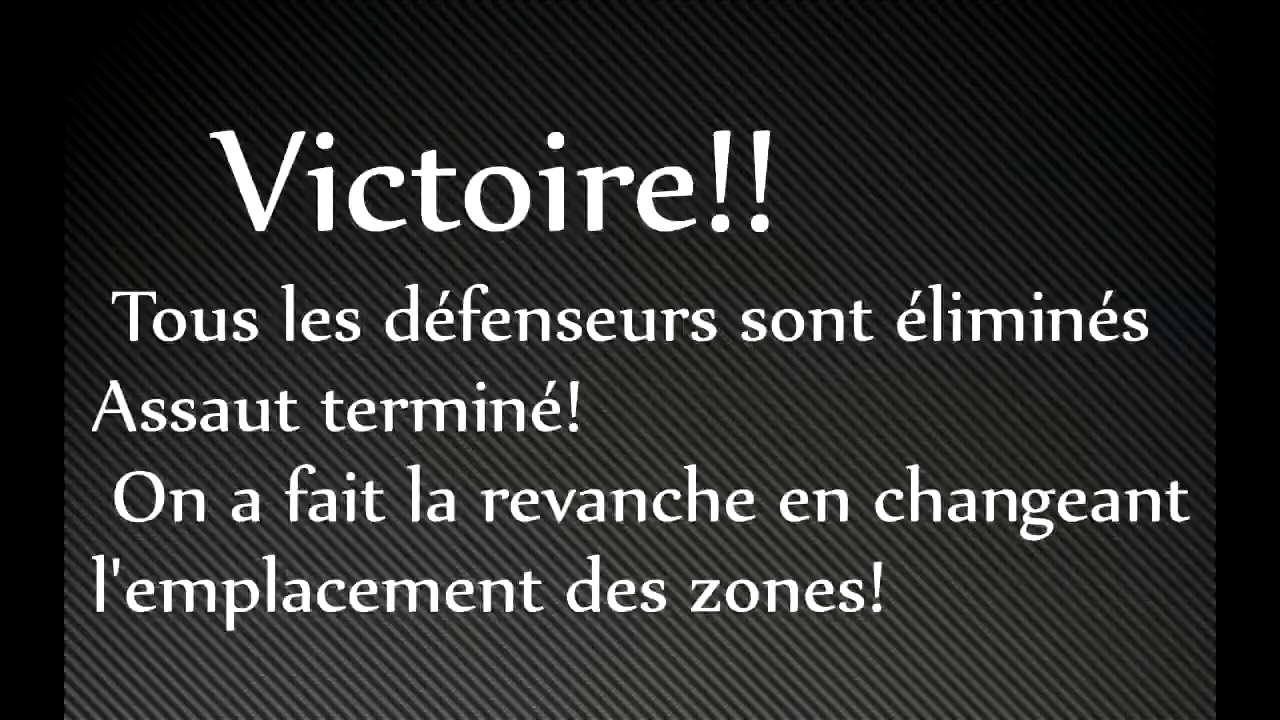 Victoire!!
Tous les défenseurs sont éliminés
Assaut terminé!
On a fait la revanche en changeant
l'emplacement des zones!